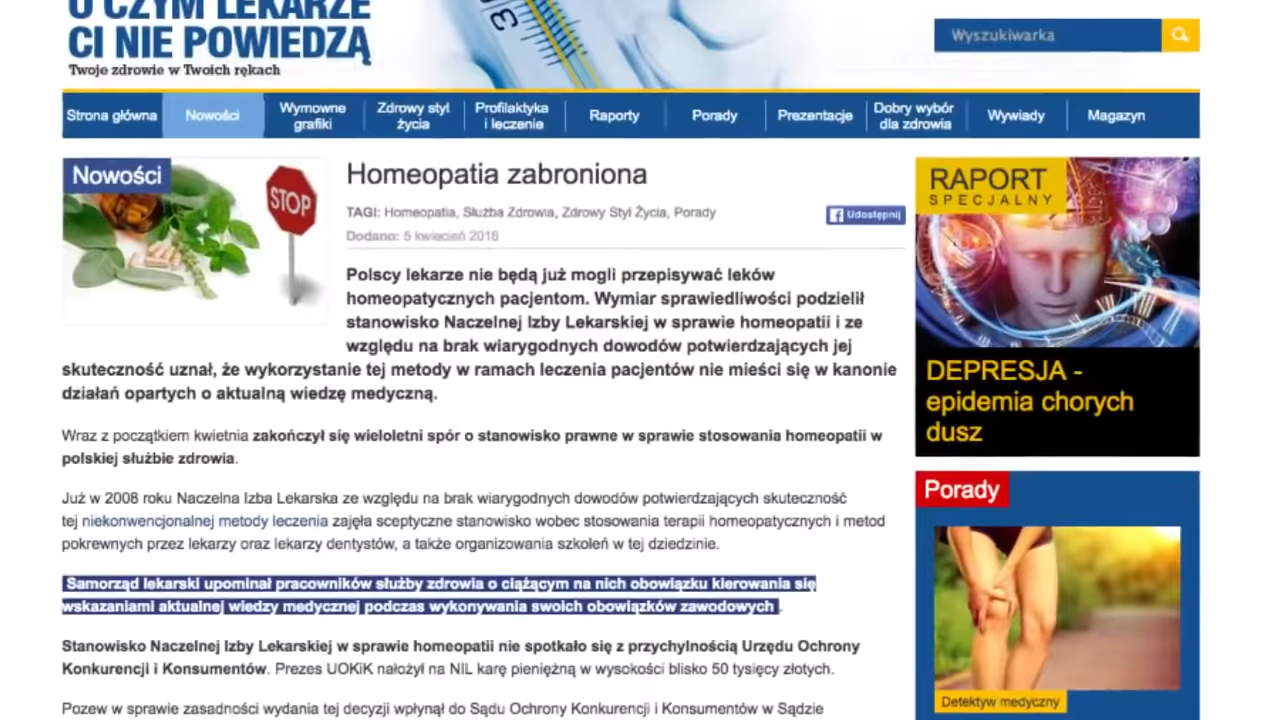 O CZYM LEKARZE
CI NIE POWIEDZĄ
Twoje zdrowie w Twoich rękach
Wyszukiwarka
Strona główna
Nowości
Wymowne
grafiki
Zdrowy styl
życia
Profilaktyka
i leczenie
Raporty
Porady
Prezentacje
Dobry wybór
dla zdrowia
Wywiady
Magazyn
Nowości
STOP
Homeopatia zabroniona
TAGI: Homeopatia, Służba Zdrowia, Zdrowy Styl Życia, Porady
Udostępnij
Dodano: 5 kwiecień 2016
Polscy lekarze nie będą już mogli przepisywać leków
homeopatycznych pacjentom. Wymiar sprawiedliwości podzielił
stanowisko Naczelnej Izby Lekarskiej w sprawie homeopatii i ze
względu na brak wiarygodnych dowodów potwierdzających jej
skuteczność uznał, że wykorzystanie tej metody w ramach leczenia pacjentów nie mieści się w kanonie
działań opartych o aktualną wiedzę medyczną.
Wraz z początkiem kwietnia zakończył się wieloletni spór o stanowisko prawne w sprawie stosowania homeopatii w
polskiej służbie zdrowia.
Już w 2008 roku Naczelna Izba Lekarska ze względu na brak wiarygodnych dowodów potwierdzających skuteczność
tej niekonwencjonalnej metody leczenia zajęła sceptyczne stanowisko wobec stosowania terapii homeopatycznych i metod
pokrewnych przez lekarzy oraz lekarzy dentystów, a także organizowania szkoleń w tej dziedzinie.
Samorząd lekarski upominał pracowników służby zdrowia o ciążącym na nich obowiązku kierowania się
wskazaniami aktualnej wiedzy medycznej podczas wykonywania swoich obowiązków zawodowych .
Stanowisko Naczelnej Izby Lekarskiej w sprawie homeopatii nie spotkało się z przychylnością Urzędu Ochrony
Konkurencji i Konsumentów. Prezes UOKiK nałożył na NIL karę pieniężną w wysokości blisko 50 tysięcy złotych.
Pozew w sprawie zasadności wydania tej decyzji wpłynął do Sądu Ochrony Konkurencji i Konsumentów w Sądzie
RAPORT
SPECJALNY
DEPRESJA -
epidemia chorych
dusz
Porady
Detektyw medyczny